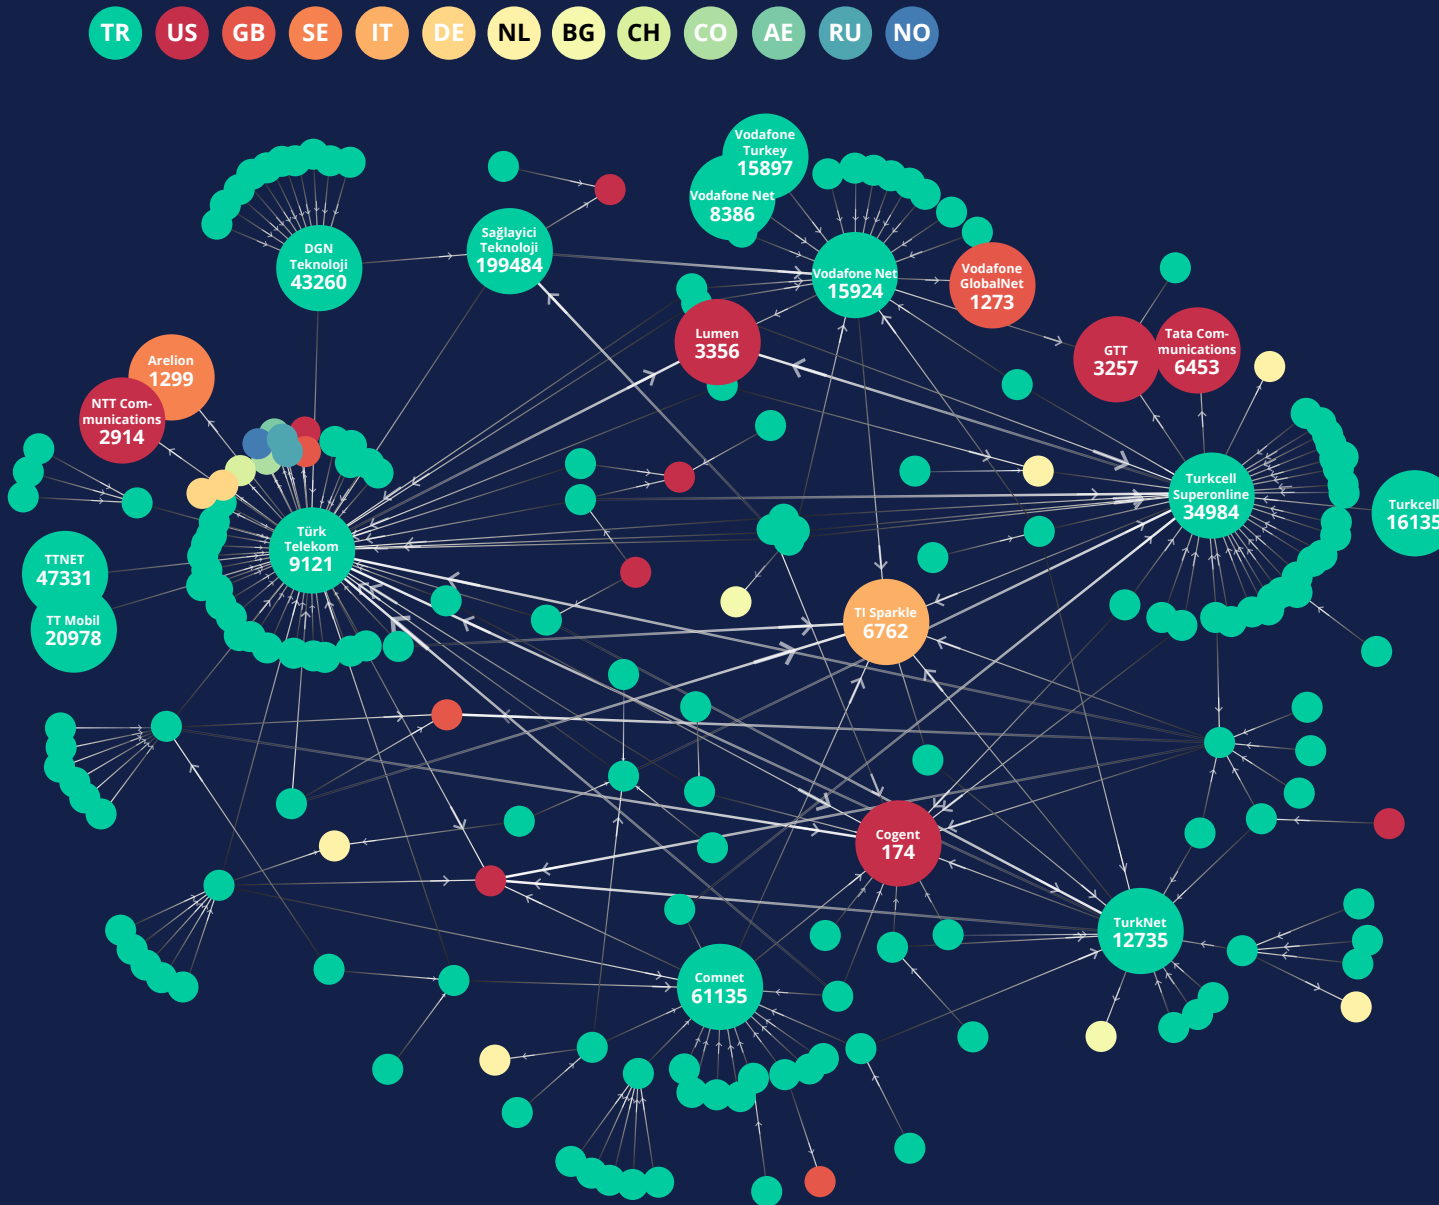 TR US GB SE IT DE NL BG CH CO AE RU NO
Vodafone
Turkey
15897
Vodafone Net
8386
DGN
Teknoloji
43260
Sağlayici
Teknoloji
199484
Vodafone Net
15924
Vodafone
GlobalNet
1273
Lumen
3356
GTT
3257
Tata Com-
munications
6453
Arelion
1299
NTT Com-
munications
2914
Turkcell
Superonline
34984
Turkcell
16135
Türk
Telekom
9121
TTNET
47331
TT Mobil
20978
TI Sparkle
6762
Cogent
174
TurkNet
12735
Comnet
61135